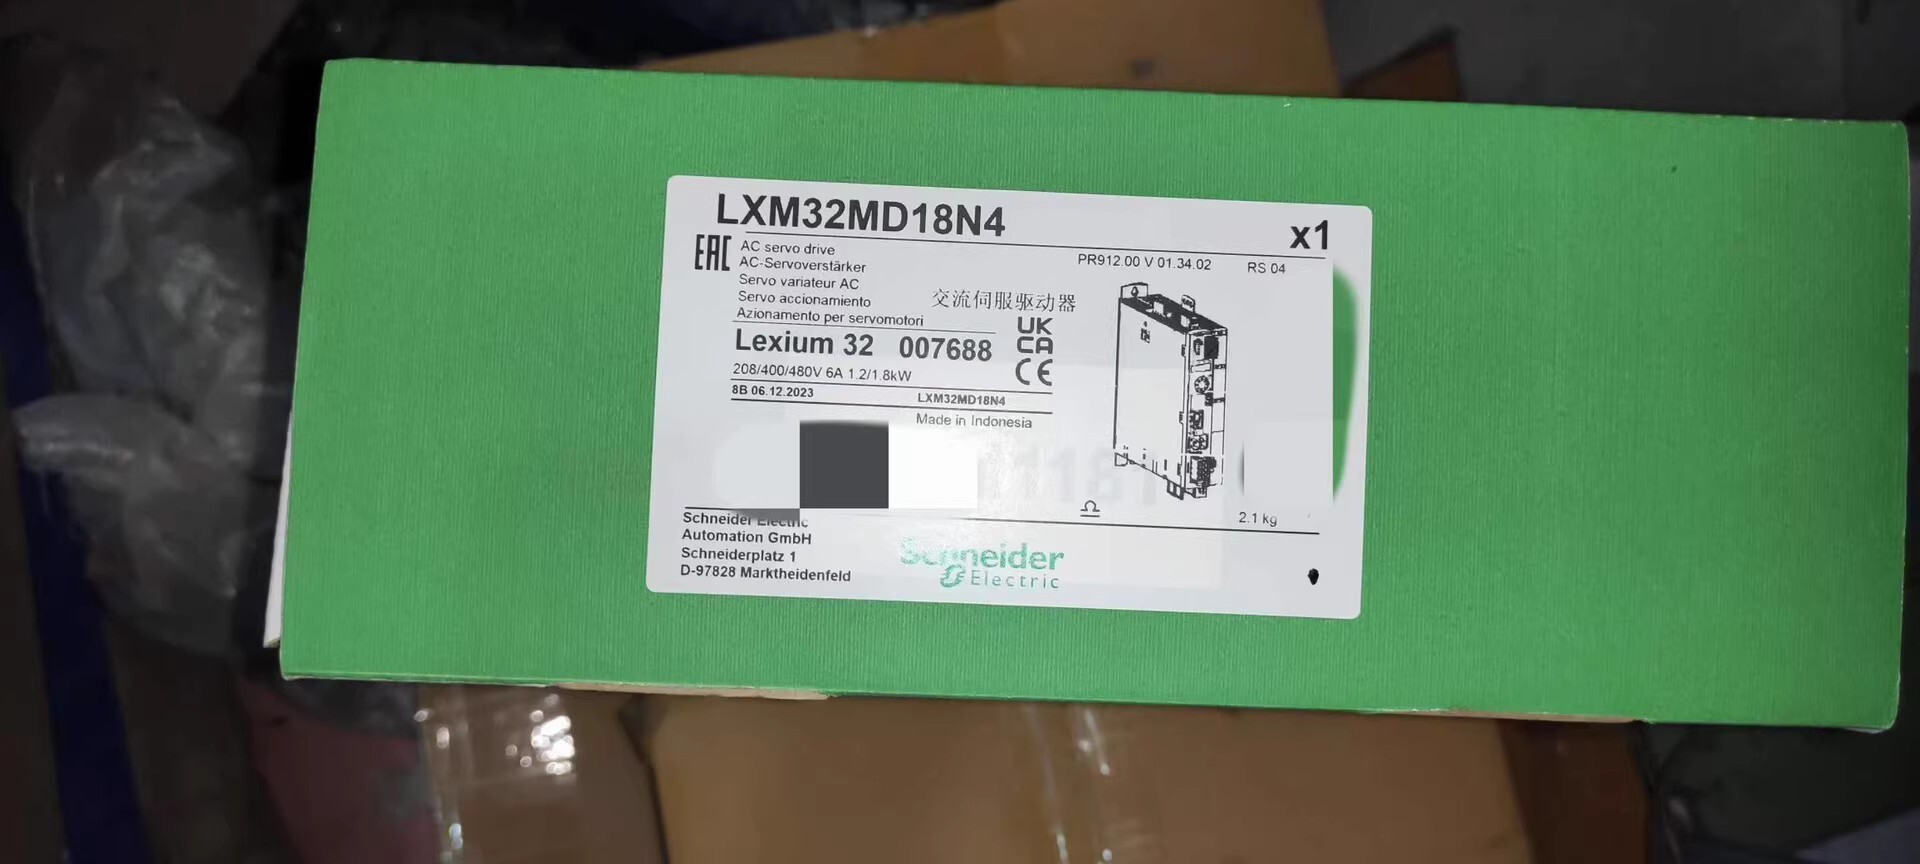 LXM32MD18N4
x1
EAC
AC servo drive
AC-Servoverstärker
Servo variateur AC
Servo accionamiento
Azionamento per servomotori
交流伺服驱动器
PR912.00 V 01.34.02 RS 04
Lexium 32 007688
UK
CA
CE
208/400/480V 6A 1.2/1.8kW
8B 06.12.2023 LXM32MD18N4
Made in Indonesia
2.1 kg
Schneider Electric
Automation GmbH
Schneiderplatz 1
D-97828 Marktheidenfeld
Schneider
Electric